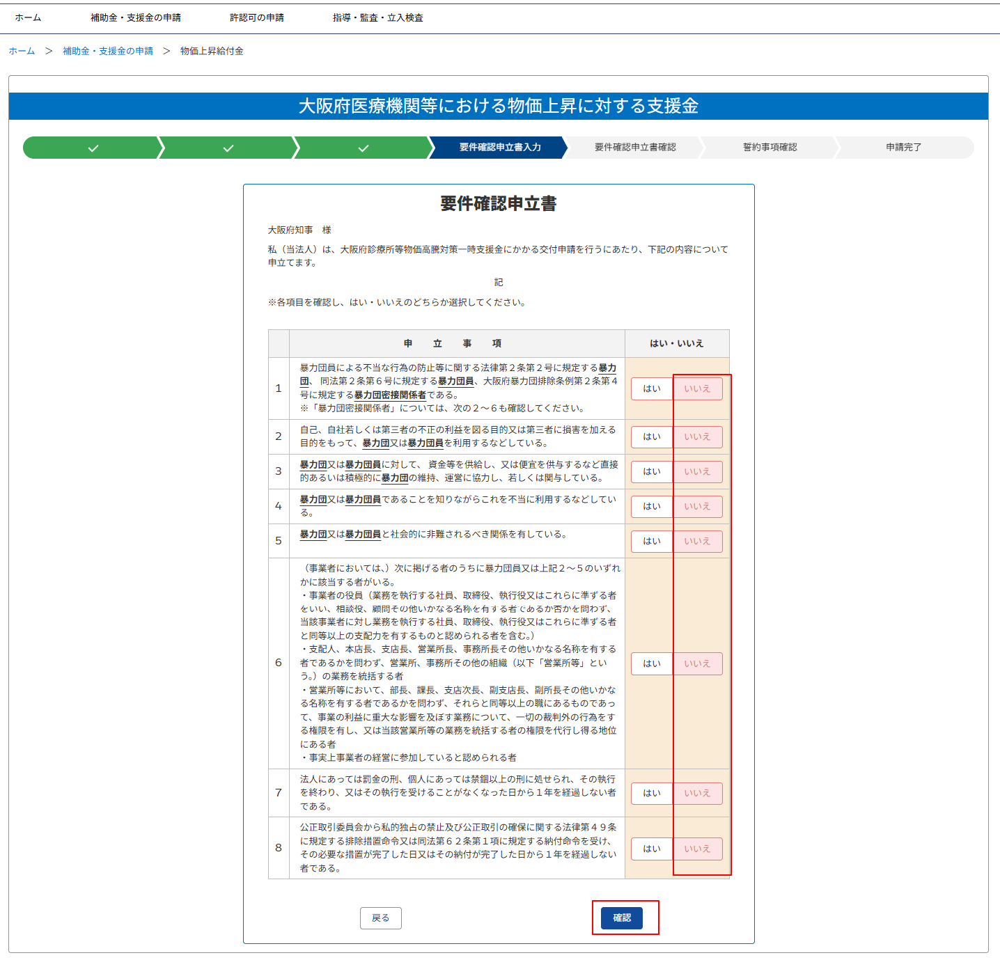 ホーム 補助金・支援金の申請 許認可の申請 指導・監査・立入検査
ホーム ＞ 補助金・支援金の申請 ＞ 物価上昇給付金
大阪府医療機関等における物価上昇に対する支援金
要件確認申立書入力 要件確認申立書確認 誓約事項確認 申請完了
要件確認申立書
大阪府知事　様
私（当法人）は、大阪府診療所等物価高騰対策一時支援金にかかる交付申請を行うにあたり、下記の内容について
申立てます。
記
※各項目を確認し、はい・いいえのどちらか選択してください。
申　立　事　項 はい・いいえ
1
暴力団員による不当な行為の防止等に関する法律第２条第２号に規定する暴力
団、 同法第２条第６号に規定する暴力団員、大阪府暴力団排除条例第２条第４
号に規定する暴力団密接関係者である。
※「暴力団密接関係者」については、次の２～６も確認してください。
はい いいえ
2
自己、自社若しくは第三者の不正の利益を図る目的又は第三者に損害を加える
目的をもって、暴力団又は暴力団員を利用するなどしている。
はい いいえ
3
暴力団又は暴力団員に対して、 資金等を供給し、又は便宜を供与するなど直接
的あるいは積極的に暴力団の維持、運営に協力し、若しくは関与している。
はい いいえ
4
暴力団又は暴力団員であることを知りながらこれを不当に利用するなどしてい
る。
はい いいえ
5
暴力団又は暴力団員と社会的に非難されるべき関係を有している。
はい いいえ
6
（事業者においては、）次に掲げる者のうちに暴力団員又は上記２～５のいずれ
かに該当する者がいる。
・事業者の役員（業務を執行する社員、取締役、執行役又はこれらに準ずる者
をいい、相談役、顧問その他いかなる名称を有する者であるか否かを問わず、
当該事業者に対し業務を執行する社員、取締役、執行役又はこれらに準ずる者
と同等以上の支配力を有するものと認められる者を含む。）
・支配人、本店長、支店長、営業所長、事務所長その他いかなる名称を有する
者であるかを問わず、営業所、事務所その他の組織（以下「営業所等」とい
う。）の業務を統括する者
・営業所等において、部長、課長、支店次長、副支店長、副所長その他いかな
る名称を有する者であるかを問わず、それらと同等以上の職にあるものであっ
て、事業の利益に重大な影響を及ぼす業務について、一切の裁判外の行為をす
る権限を有し、又は当該営業所等の業務を統括する者の権限を代行し得る地位
にある者
・事実上事業者の経営に参加していると認められる者
はい いいえ
7
法人にあっては罰金の刑、個人にあっては禁錮以上の刑に処せられ、その執行
を終わり、又はその執行を受けることがなくなった日から１年を経過しない者
である。
はい いいえ
8
公正取引委員会から私的独占の禁止及び公正取引の確保に関する法律第４９条
に規定する排除措置命令又は同法第６２条第１項に規定する納付命令を受け、
その必要な措置が完了した日又はその納付が完了した日から１年を経過しない
者である。
はい いいえ
戻る 確認